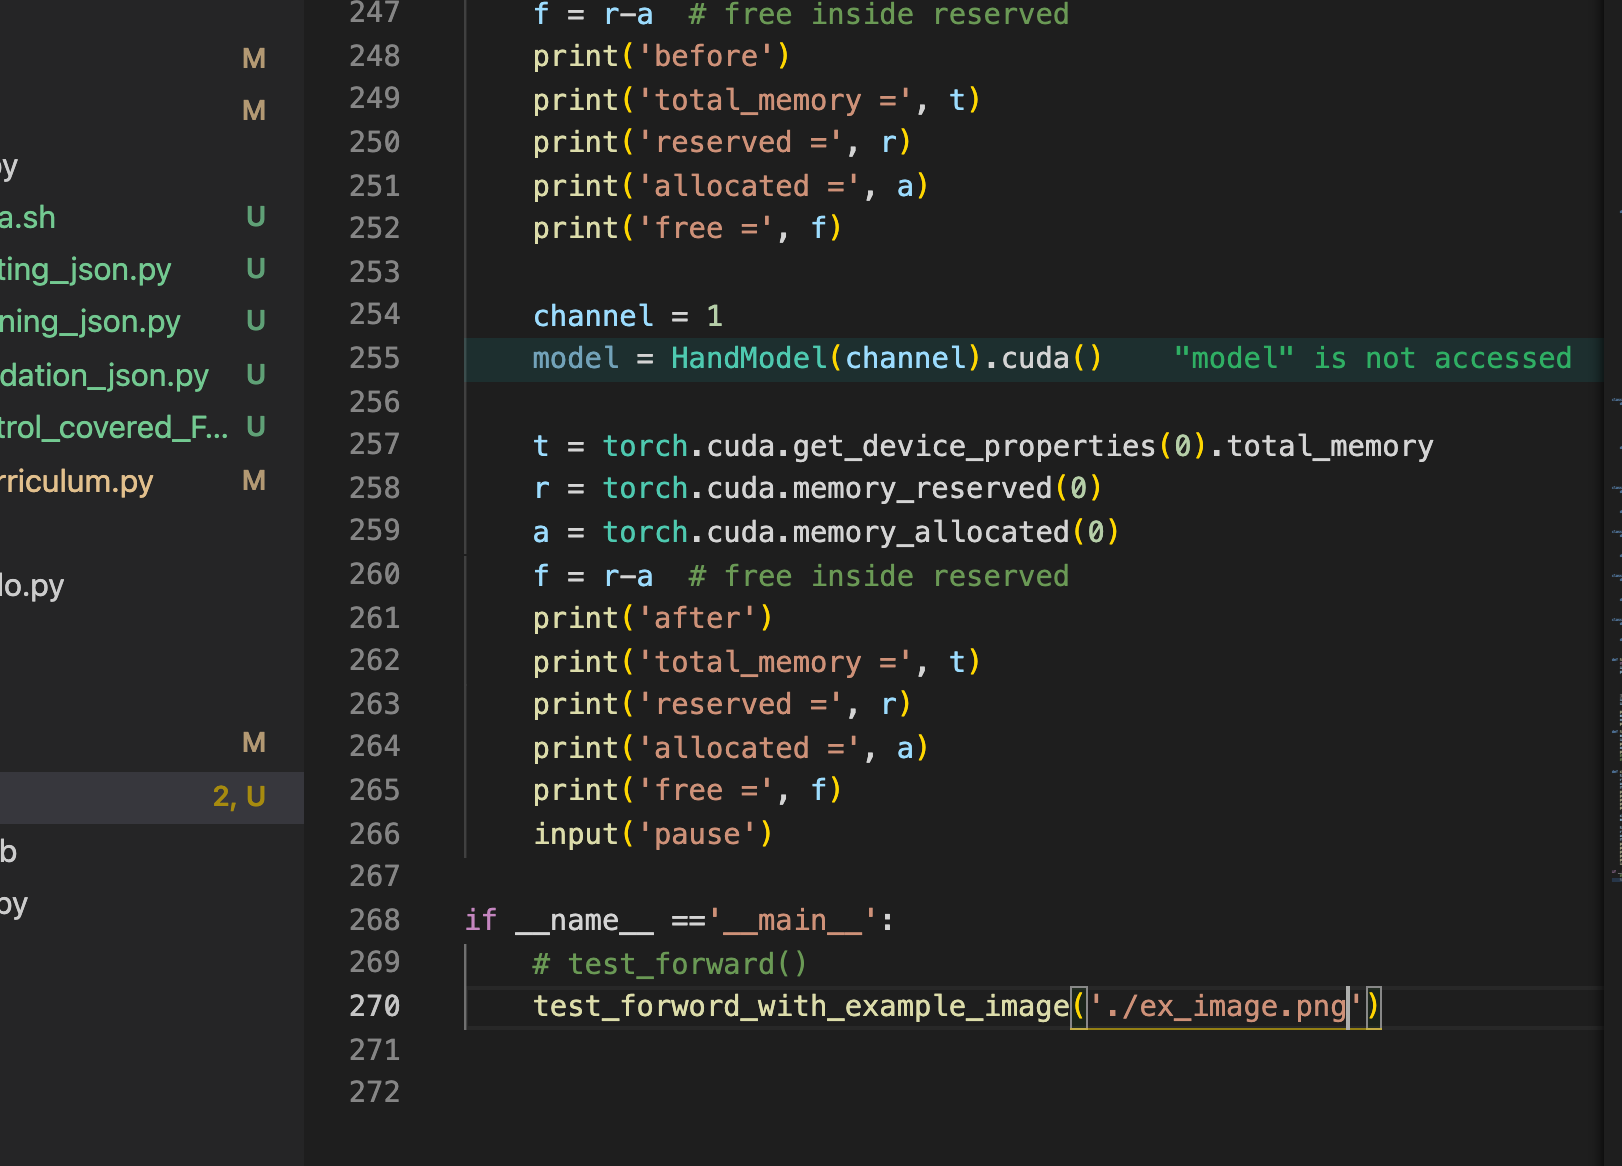 M
M
py
a.sh U
ting_json.py U
ning_json.py U
dation_json.py U
trol_covered_F... U
rriculum.py M
lo.py
M
2, U
b
py
247 f = r-a # free inside reserved
248 print('before')
249 print('total_memory =', t)
250 print('reserved =', r)
251 print('allocated =', a)
252 print('free =', f)
253
254 channel = 1
255 model = HandModel(channel).cuda() "model" is not accessed
256
257 t = torch.cuda.get_device_properties(0).total_memory
258 r = torch.cuda.memory_reserved(0)
259 a = torch.cuda.memory_allocated(0)
260 f = r-a # free inside reserved
261 print('after')
262 print('total_memory =', t)
263 print('reserved =', r)
264 print('allocated =', a)
265 print('free =', f)
266 input('pause')
267
268 if __name__ =='__main__':
269 # test_forward()
270 test_forword_with_example_image('./ex_image.png')
271
272